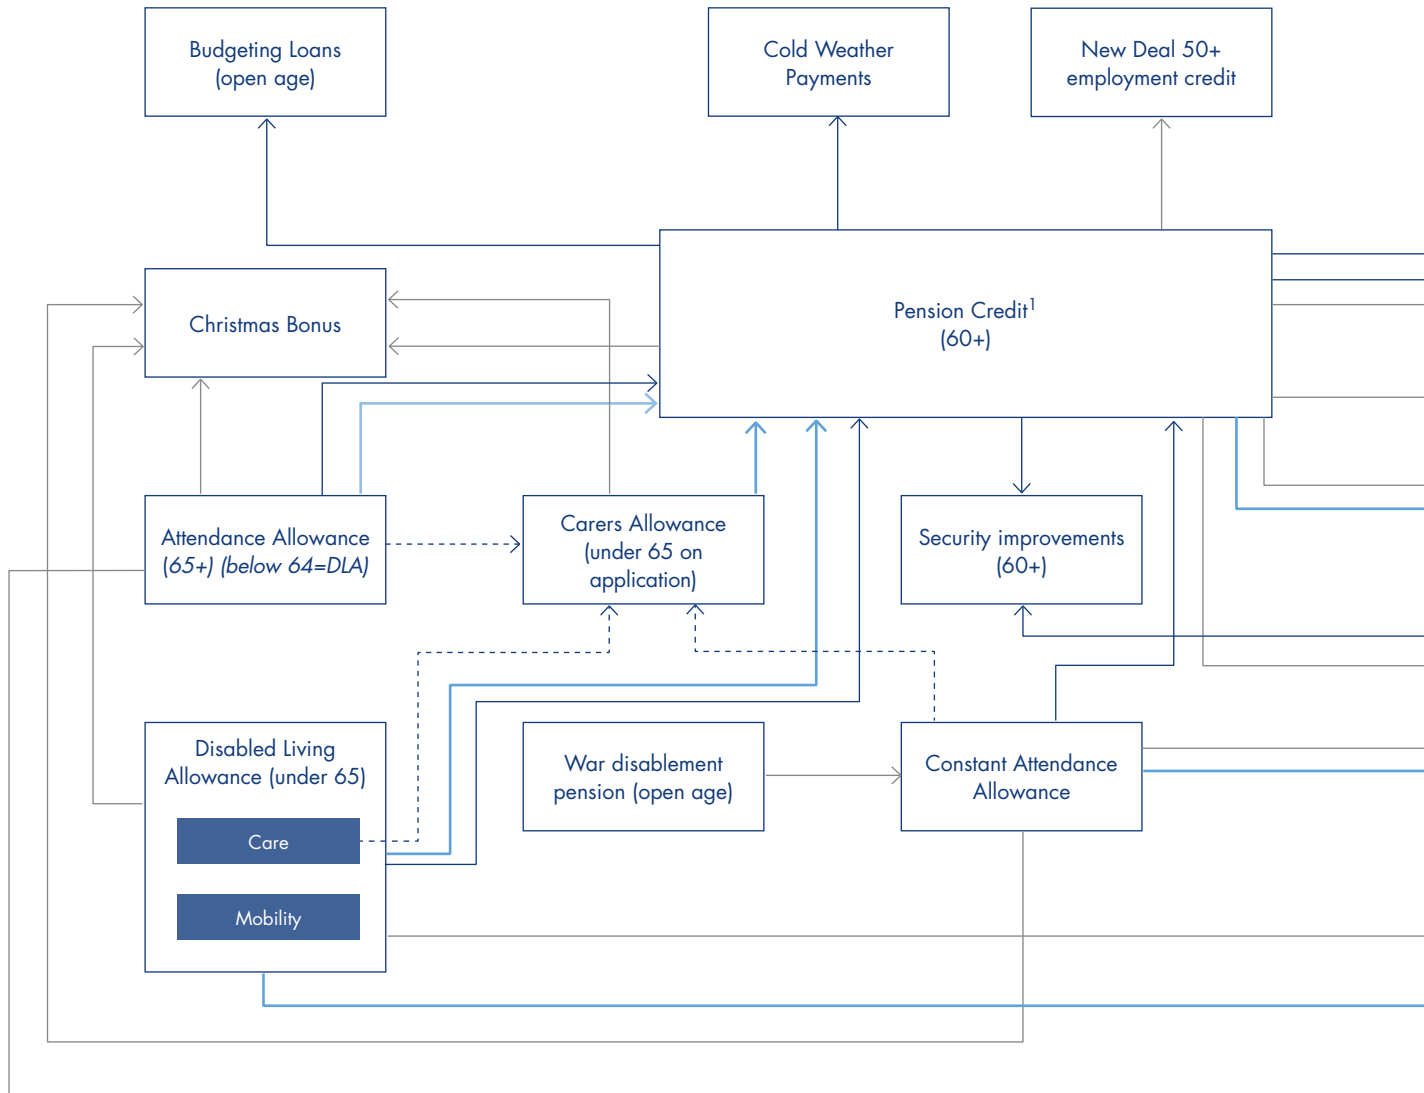 Budgeting Loans
(open age)
Cold Weather
Payments
New Deal 50+
employment credit
Christmas Bonus
Pension Credit¹
(60+)
Attendance Allowance
(65+) (below 64=DLA)
Carers Allowance
(under 65 on
application)
Security improvements
(60+)
Disabled Living
Allowance (under 65)
Care
Mobility
War disablement
pension (open age)
Constant Attendance
Allowance